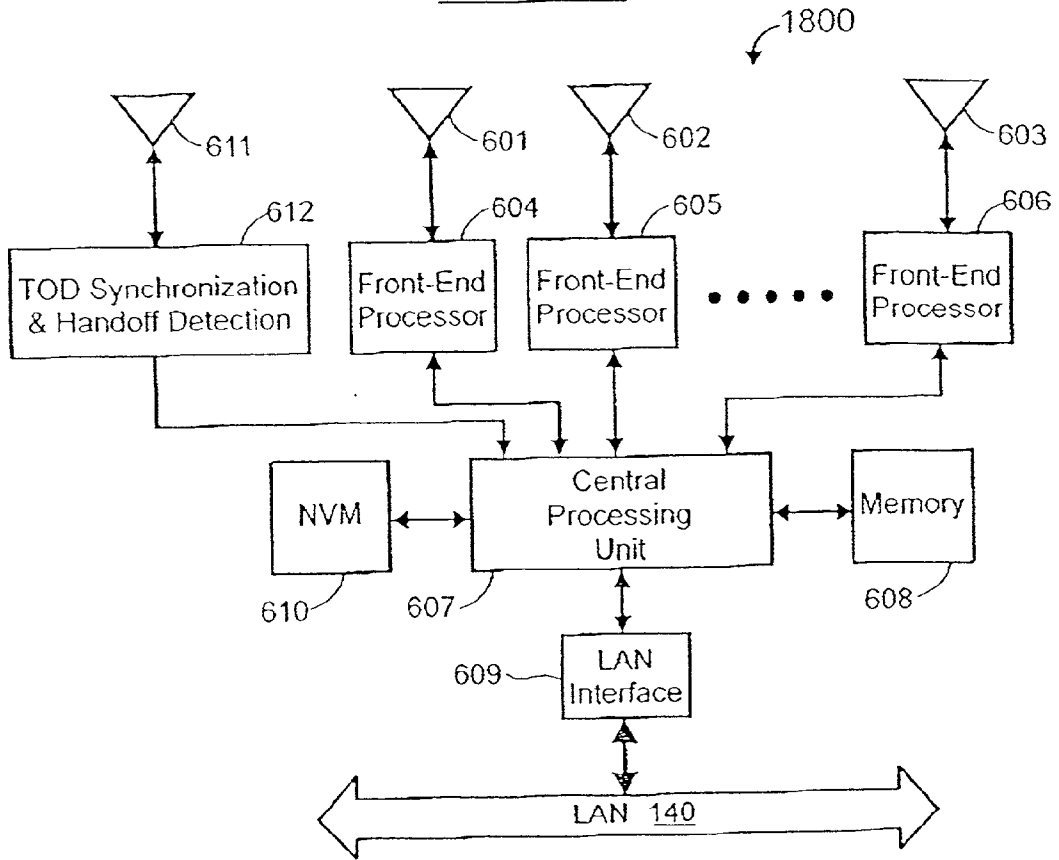 1800
611
601
602
603
612
604
605
606
TOD Synchronization
& Handoff Detection
Front-End
Processor
Front-End
Processor
Front-End
Processor
NVM
Central
Processing
Unit
Memory
610
607
608
609
LAN
Interface
LAN 140